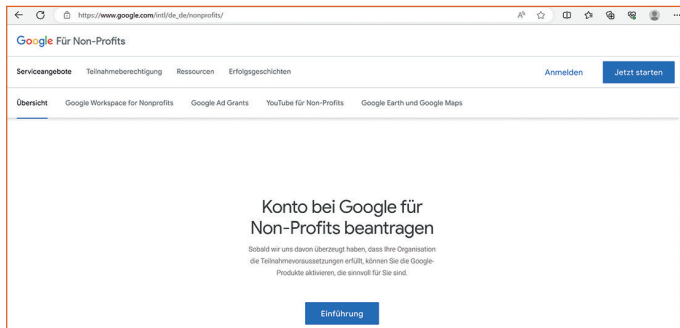 https://www.google.com/intl/de_de/nonprofits/
Google Für Non-Profits
Serviceangebote Teilnahmeberechtigung Ressourcen Erfolgsgeschichten Anmelden Jetzt starten
Übersicht Google Workspace for Nonprofits Google Ad Grants YouTube für Non-Profits Google Earth und Google Maps
Konto bei Google für
Non-Profits beantragen
Sobald wir uns davon überzeugt haben, dass Ihre Organisation
die Teilnahmevoraussetzungen erfüllt, können Sie die Google-
Produkte aktivieren, die sinnvoll für Sie sind.
Einführung